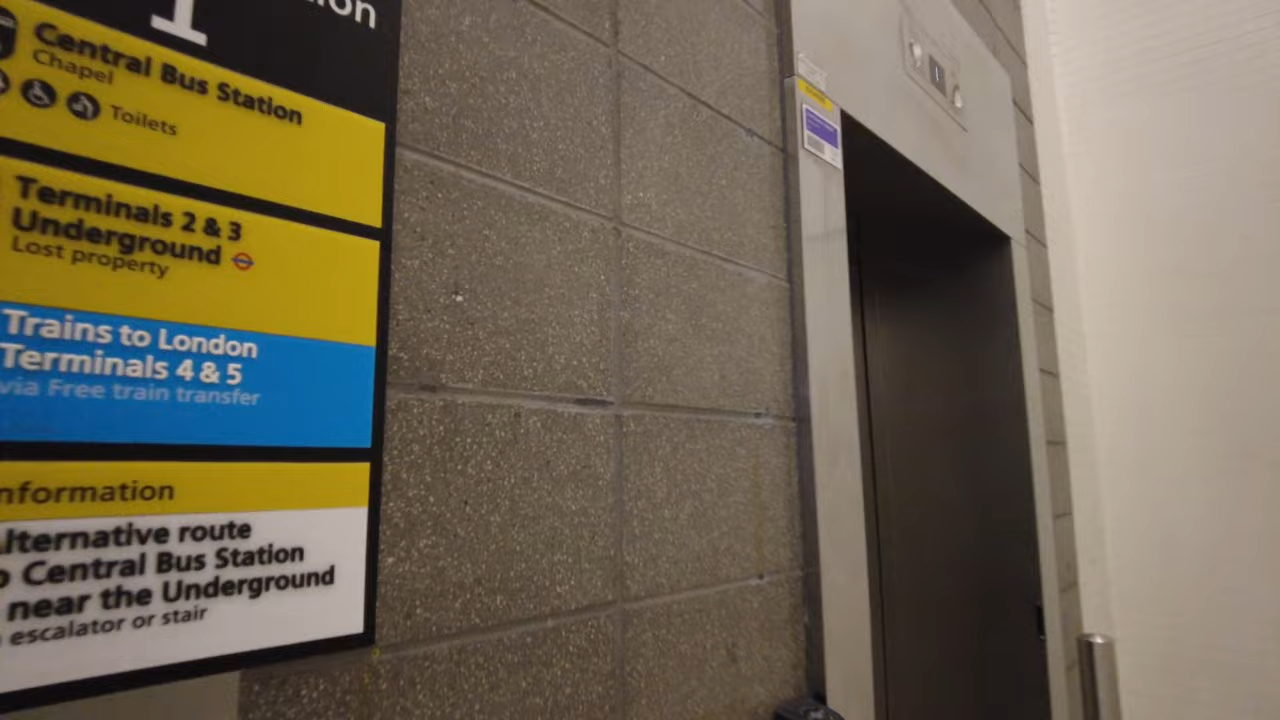 1
Central Bus Station
Chapel
Toilets
Terminals 2 & 3
Underground
Lost property
Trains to London
Terminals 4 & 5
via Free train transfer
nformation
lternative route
Central Bus Station
near the Underground
escalator or stair